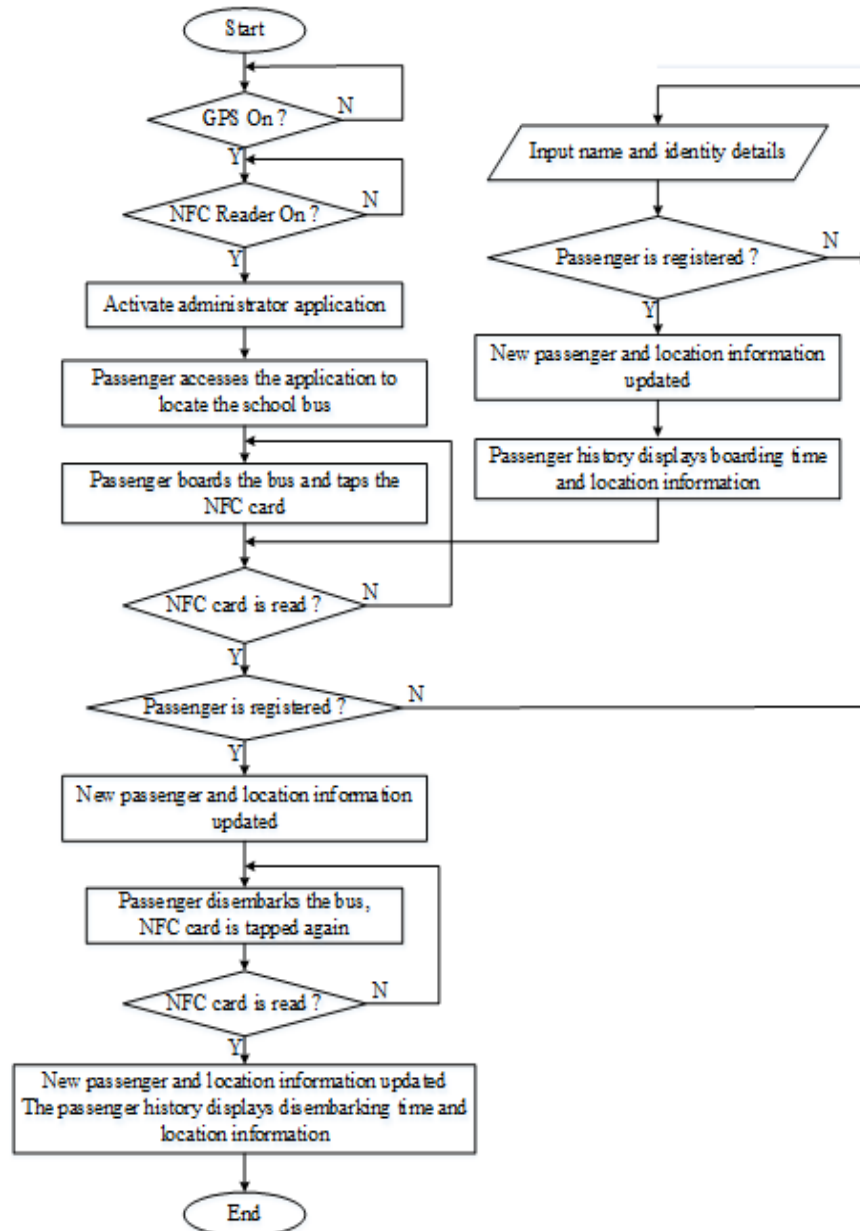 Start
GPS On ?
N
Y
NFC Reader On ?
N
Y
Activate administrator application
Passenger accesses the application to
locate the school bus
Passenger boards the bus and taps the
NFC card
NFC card is read ?
N
Y
Passenger is registered ?
N
Y
New passenger and location information
updated
Passenger disembarks the bus,
NFC card is tapped again
NFC card is read ?
N
Y
New passenger and location information updated
The passenger history displays disembarking time and
location information
End
Input name and identity details
Passenger is registered ?
N
Y
New passenger and location information
updated
Passenger history displays boarding time
and location information